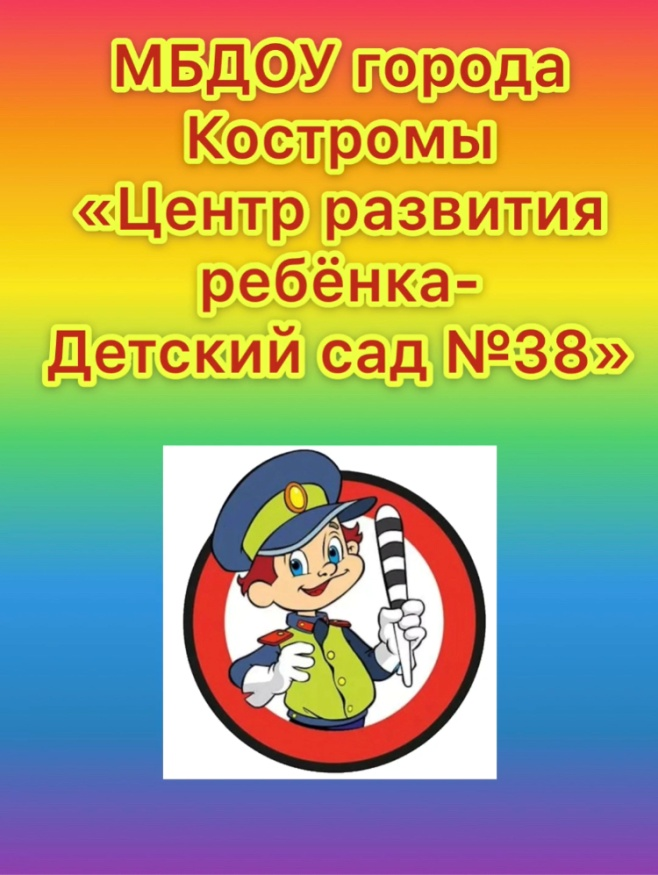 МБДОУ города
Костромы
«Центр развития
ребёнка-
Детский сад №38»